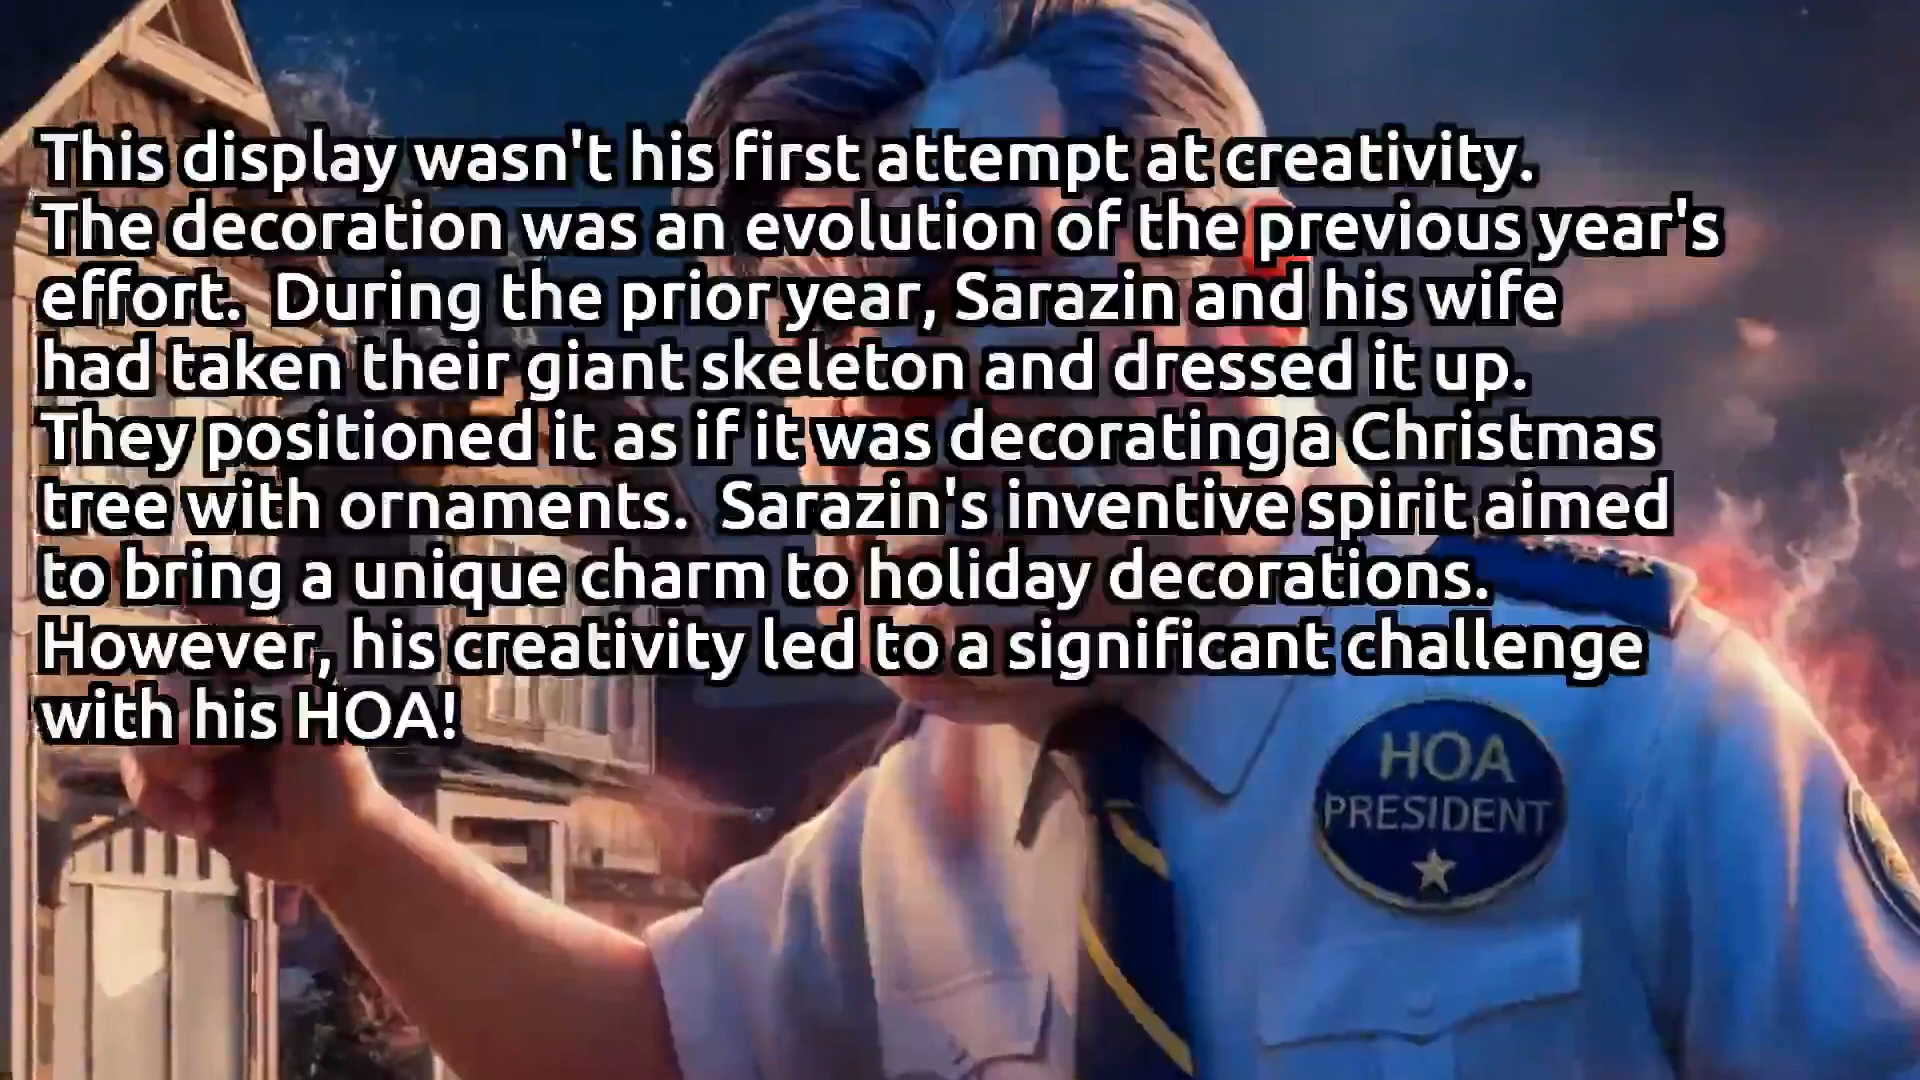 This display wasn't his first attempt at creativity.
The decoration was an evolution of the previous year's
effort.  During the prior year, Sarazin and his wife
had taken their giant skeleton and dressed it up.
They positioned it as if it was decorating a Christmas
tree with ornaments.  Sarazin's inventive spirit aimed
to bring a unique charm to holiday decorations.
However, his creativity led to a significant challenge
with his HOA!
HOA
PRESIDENT